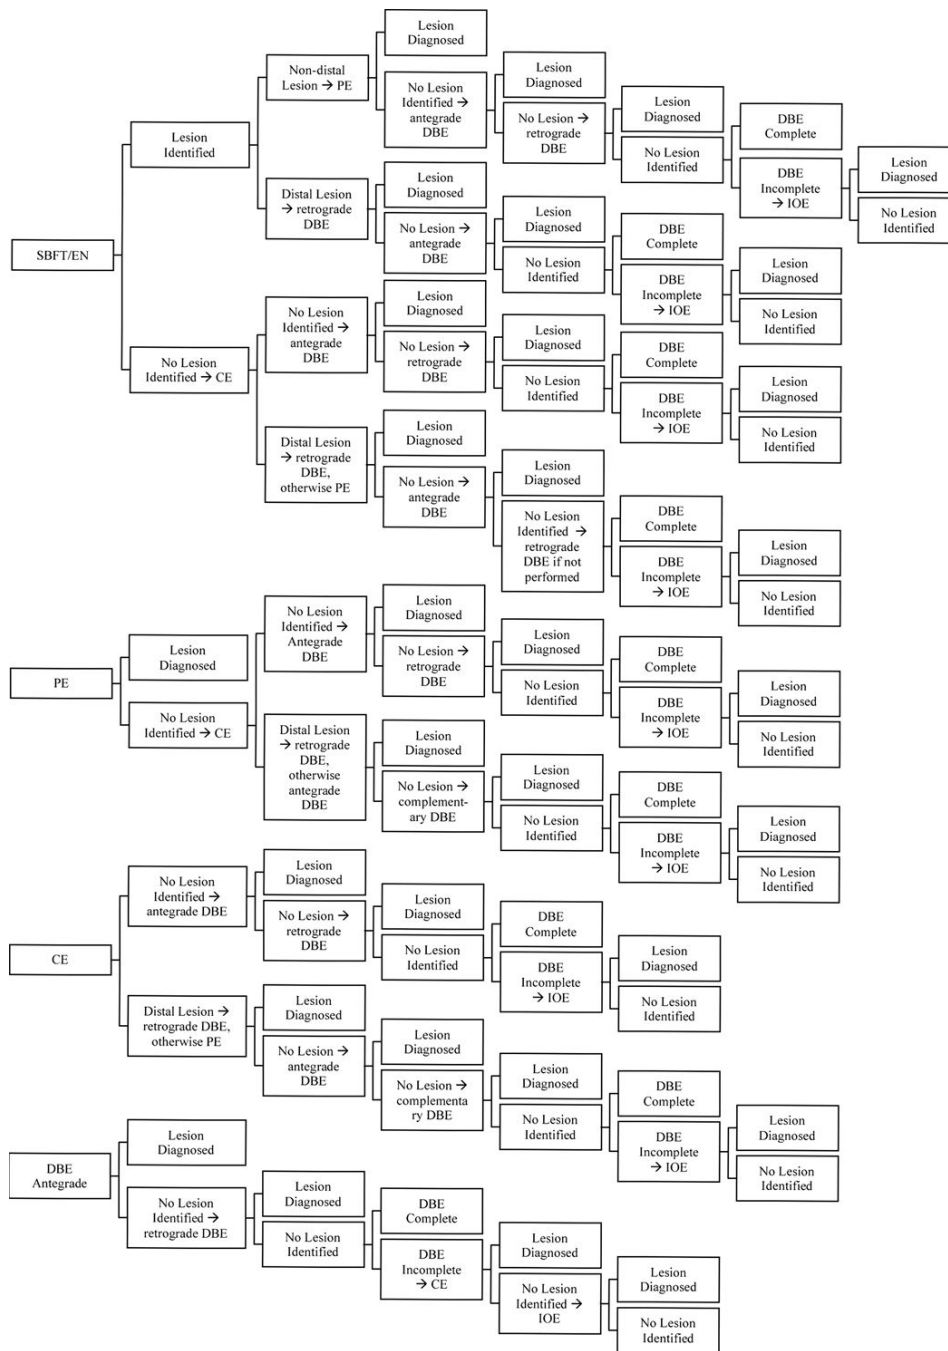 SBFT/EN
Lesion
Identified
Non-distal
Lesion → PE
Lesion
Diagnosed
No Lesion
Identified →
antegrade
DBE
Lesion
Diagnosed
No Lesion →
retrograde
DBE
Lesion
Diagnosed
No Lesion
Identified
DBE
Complete
DBE
Incomplete
→ IOE
Lesion
Diagnosed
No Lesion
Identified
Distal Lesion
→ retrograde
DBE
Lesion
Diagnosed
No Lesion
→ antegrade
DBE
Lesion
Diagnosed
No Lesion
Identified
DBE
Complete
DBE
Incomplete
→ IOE
Lesion
Diagnosed
No Lesion
Identified
No Lesion
Identified → CE
No Lesion
Identified →
antegrade
DBE
Lesion
Diagnosed
No Lesion
→ retrograde
DBE
Lesion
Diagnosed
No Lesion
Identified
DBE
Complete
DBE
Incomplete
→ IOE
Lesion
Diagnosed
No Lesion
Identified
Distal Lesion
→ retrograde
DBE,
otherwise PE
Lesion
Diagnosed
No Lesion →
antegrade
DBE
Lesion
Diagnosed
No Lesion
Identified →
retrograde
DBE if not
performed
DBE
Complete
DBE
Incomplete
→ IOE
Lesion
Diagnosed
No Lesion
Identified
PE
Lesion
Diagnosed
No Lesion
Identified → CE
No Lesion
Identified →
Antegrade
DBE
Lesion
Diagnosed
No Lesion →
retrograde
DBE
Lesion
Diagnosed
No Lesion
Identified
DBE
Complete
DBE
Incomplete
→ IOE
Lesion
Diagnosed
No Lesion
Identified
Distal Lesion
→ retrograde
DBE,
otherwise
antegrade
DBE
Lesion
Diagnosed
No Lesion →
complement-
ary DBE
Lesion
Diagnosed
No Lesion
Identified
DBE
Complete
DBE
Incomplete
→ IOE
Lesion
Diagnosed
No Lesion
Identified
CE
No Lesion
Identified →
antegrade DBE
Lesion
Diagnosed
No Lesion →
retrograde
DBE
Lesion
Diagnosed
No Lesion
Identified
DBE
Complete
DBE
Incomplete
→ IOE
Lesion
Diagnosed
No Lesion
Identified
Distal Lesion →
retrograde DBE,
otherwise PE
Lesion
Diagnosed
No Lesion →
antegrade
DBE
Lesion
Diagnosed
No Lesion →
complementa
ry DBE
Lesion
Diagnosed
No Lesion
Identified
DBE
Complete
DBE
Incomplete
→ IOE
Lesion
Diagnosed
No Lesion
Identified
DBE
Antegrade
Lesion
Diagnosed
No Lesion
Identified →
retrograde DBE
Lesion
Diagnosed
No Lesion
Identified
DBE
Complete
DBE
Incomplete
→ CE
Lesion
Diagnosed
No Lesion
Identified →
IOE
Lesion
Diagnosed
No Lesion
Identified